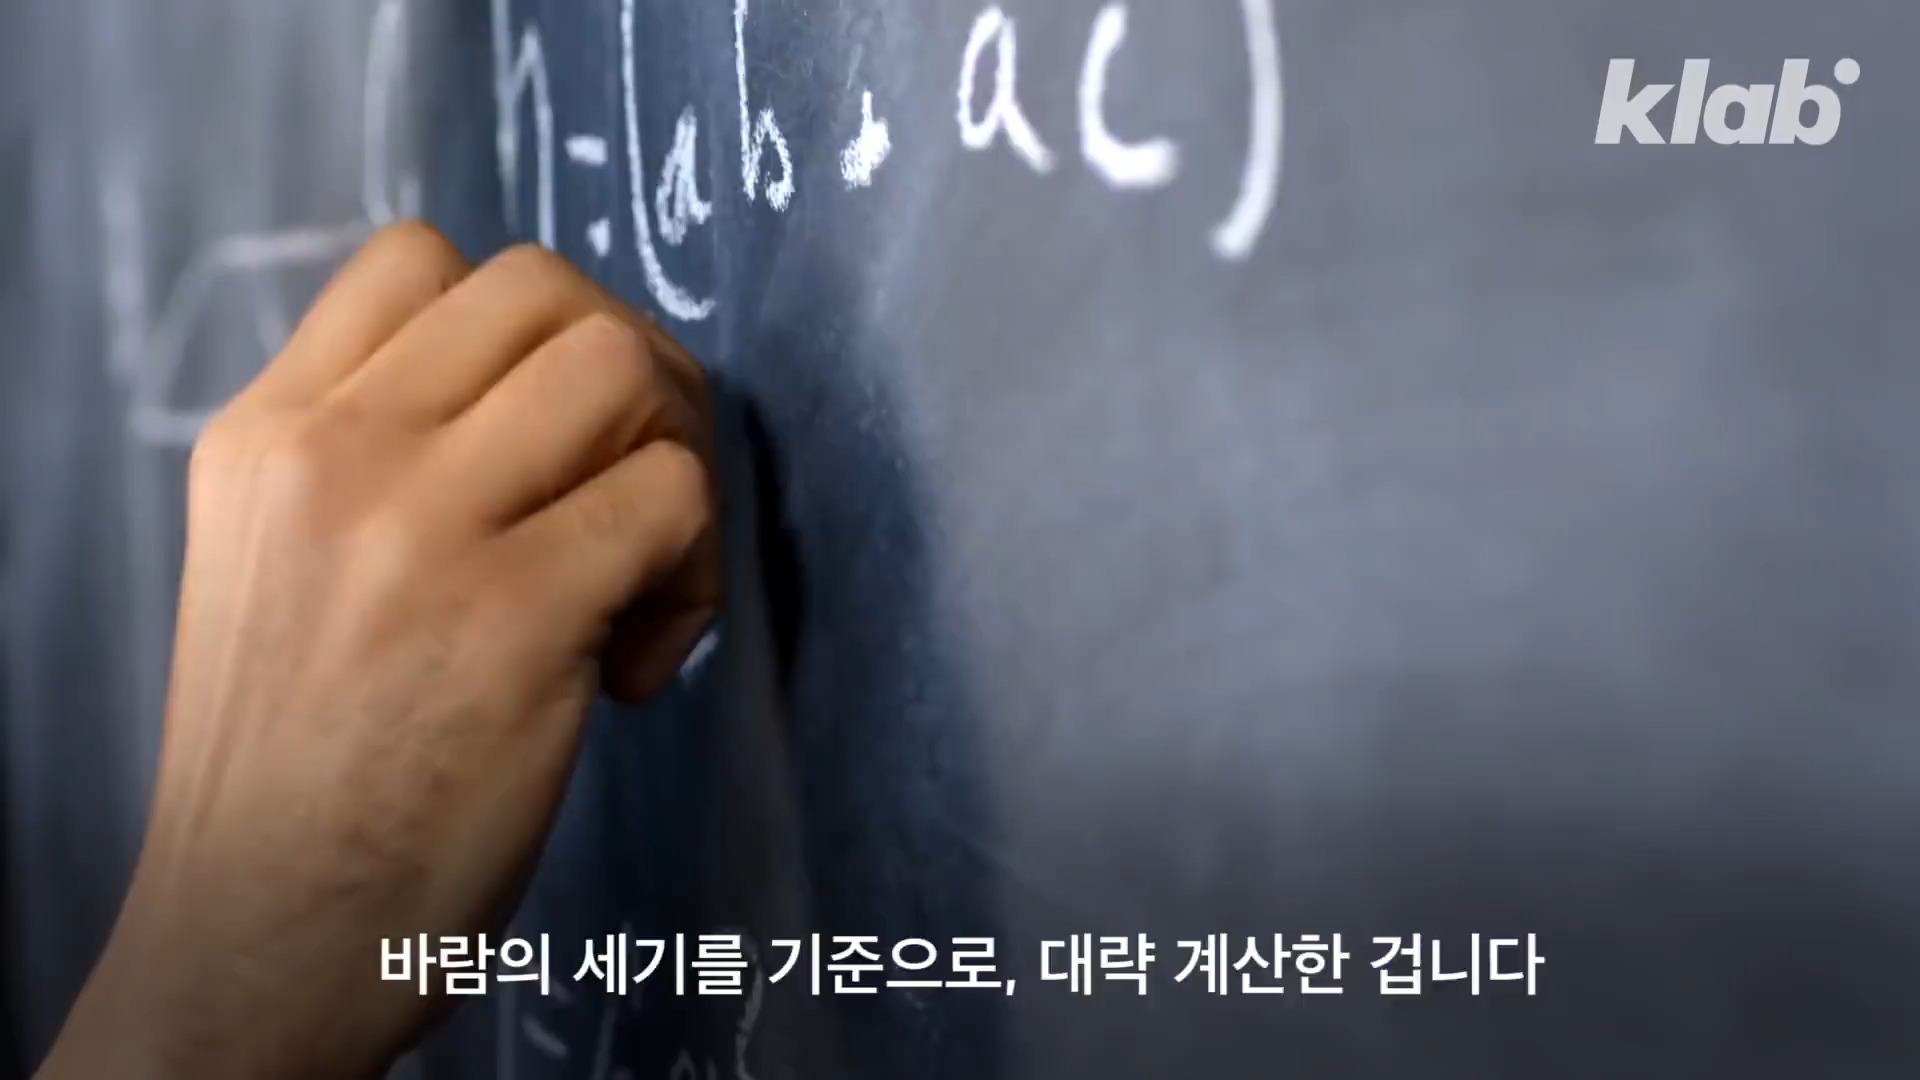 klab
n = (ab · ac)
바람의 세기를 기준으로, 대략 계산한 겁니다